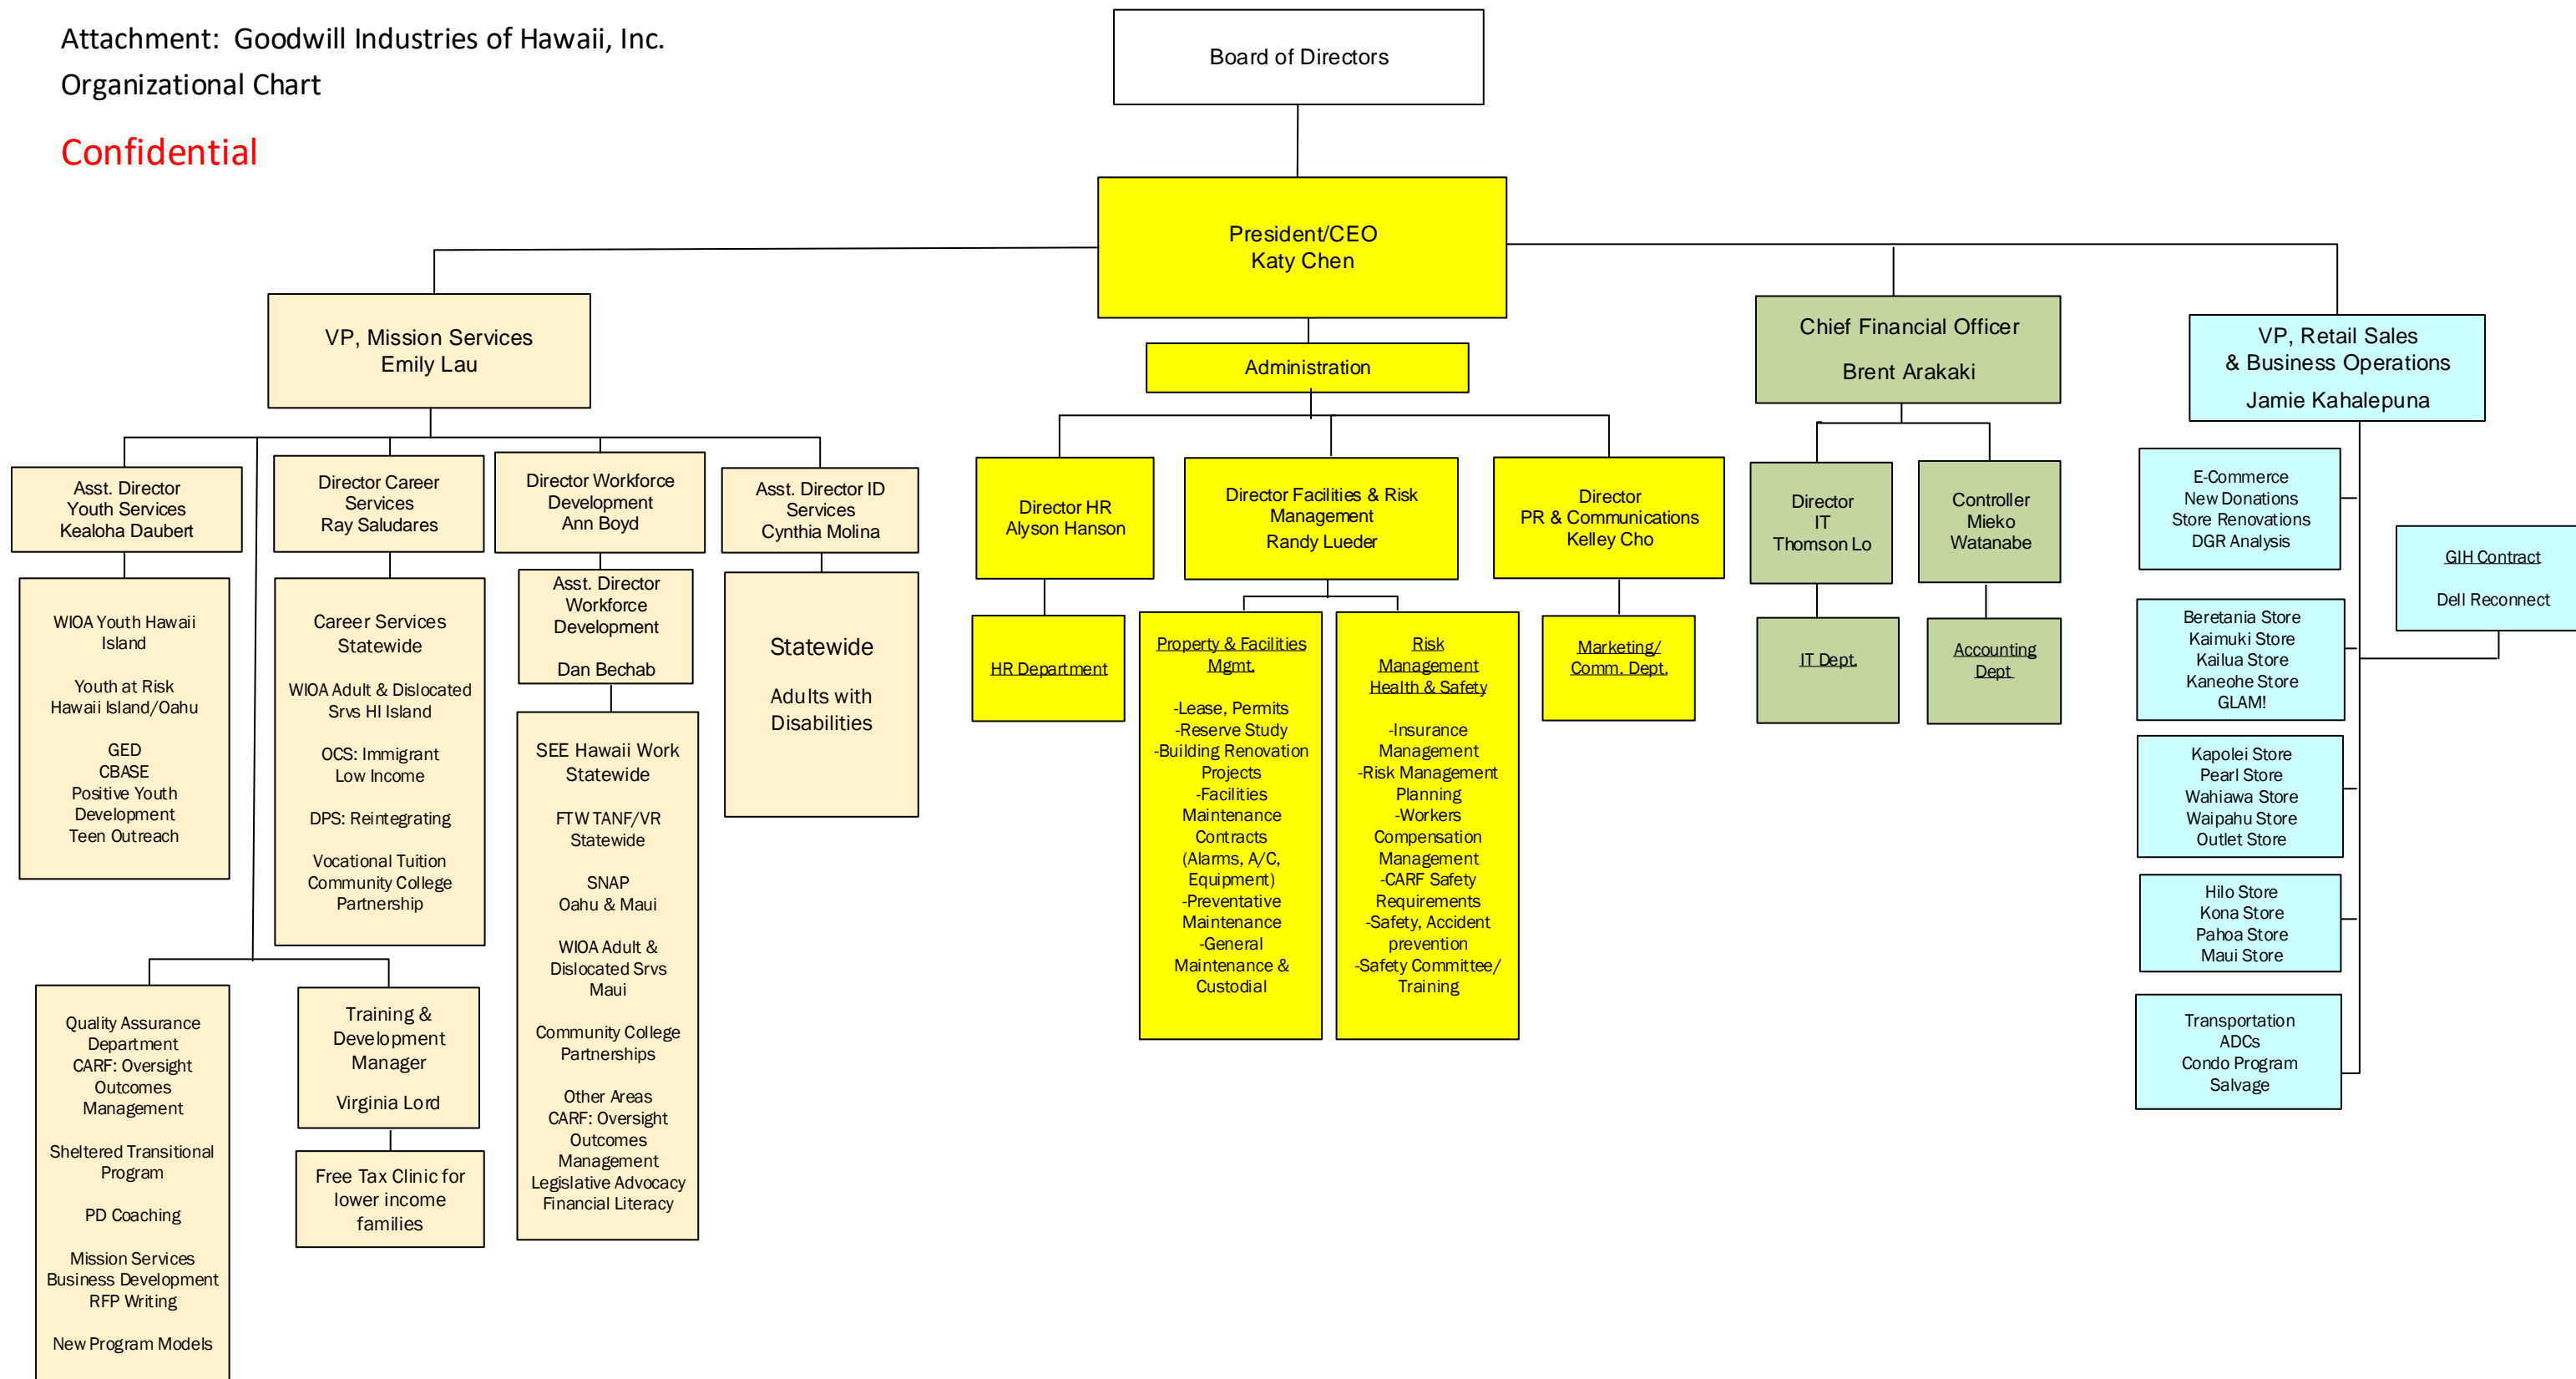 Attachment: Goodwill Industries of Hawaii, Inc.
Organizational Chart
Confidential
Board of Directors
President/CEO
Katy Chen
VP, Mission Services
Emily Lau
Administration
Chief Financial Officer
Brent Arakaki
VP, Retail Sales
& Business Operations
Jamie Kahalepuna
Asst. Director
Youth Services
Kealoha Daubert
Director Career
Services
Ray Saludares
Director Workforce
Development
Ann Boyd
Asst. Director ID
Services
Cynthia Molina
Director HR
Alyson Hanson
Director Facilities & Risk
Management
Randy Lueder
Director
PR & Communications
Kelley Cho
Director
IT
Thomson Lo
Controller
Mieko
Watanabe
E-Commerce
New Donations
Store Renovations
DGR Analysis
GIH Contract
Dell Reconnect
WIOA Youth Hawaii
Island
Youth at Risk
Hawaii Island/Oahu
GED
CBASE
Positive Youth
Development
Teen Outreach
Career Services
Statewide
WIOA Adult & Dislocated
Srvs HI Island
OCS: Immigrant
Low Income
DPS: Reintegrating
Vocational Tuition
Community College
Partnership
Asst. Director
Workforce
Development
Dan Bechab
Statewide
Adults with
Disabilities
SEE Hawaii Work
Statewide
FTW TANF/VR
Statewide
SNAP
Oahu & Maui
WIOA Adult &
Dislocated Srvs
Maui
Community College
Partnerships
Other Areas
CARF: Oversight
Outcomes
Management
Legislative Advocacy
Financial Literacy
HR Department
Property & Facilities
Mgmt.
-Lease, Permits
-Reserve Study
-Building Renovation
Projects
-Facilities
Maintenance
Contracts
(Alarms, A/C,
Equipment)
-Preventative
Maintenance
-General
Maintenance &
Custodial
Risk
Management
Health & Safety
-Insurance
Management
-Risk Management
Planning
-Workers
Compensation
Management
-CARF Safety
Requirements
-Safety, Accident
prevention
-Safety Committee/
Training
Marketing/
Comm. Dept.
IT Dept.
Accounting
Dept
Beretania Store
Kaimuki Store
Kailua Store
Kaneohe Store
GLAM!
Kapolei Store
Pearl Store
Wahiawa Store
Waipahu Store
Outlet Store
Hilo Store
Kona Store
Pahoa Store
Maui Store
Transportation
ADCs
Condo Program
Salvage
Quality Assurance
Department
CARF: Oversight
Outcomes
Management
Sheltered Transitional
Program
PD Coaching
Mission Services
Business Development
RFP Writing
New Program Models
Training &
Development
Manager
Virginia Lord
Free Tax Clinic for
lower income
families